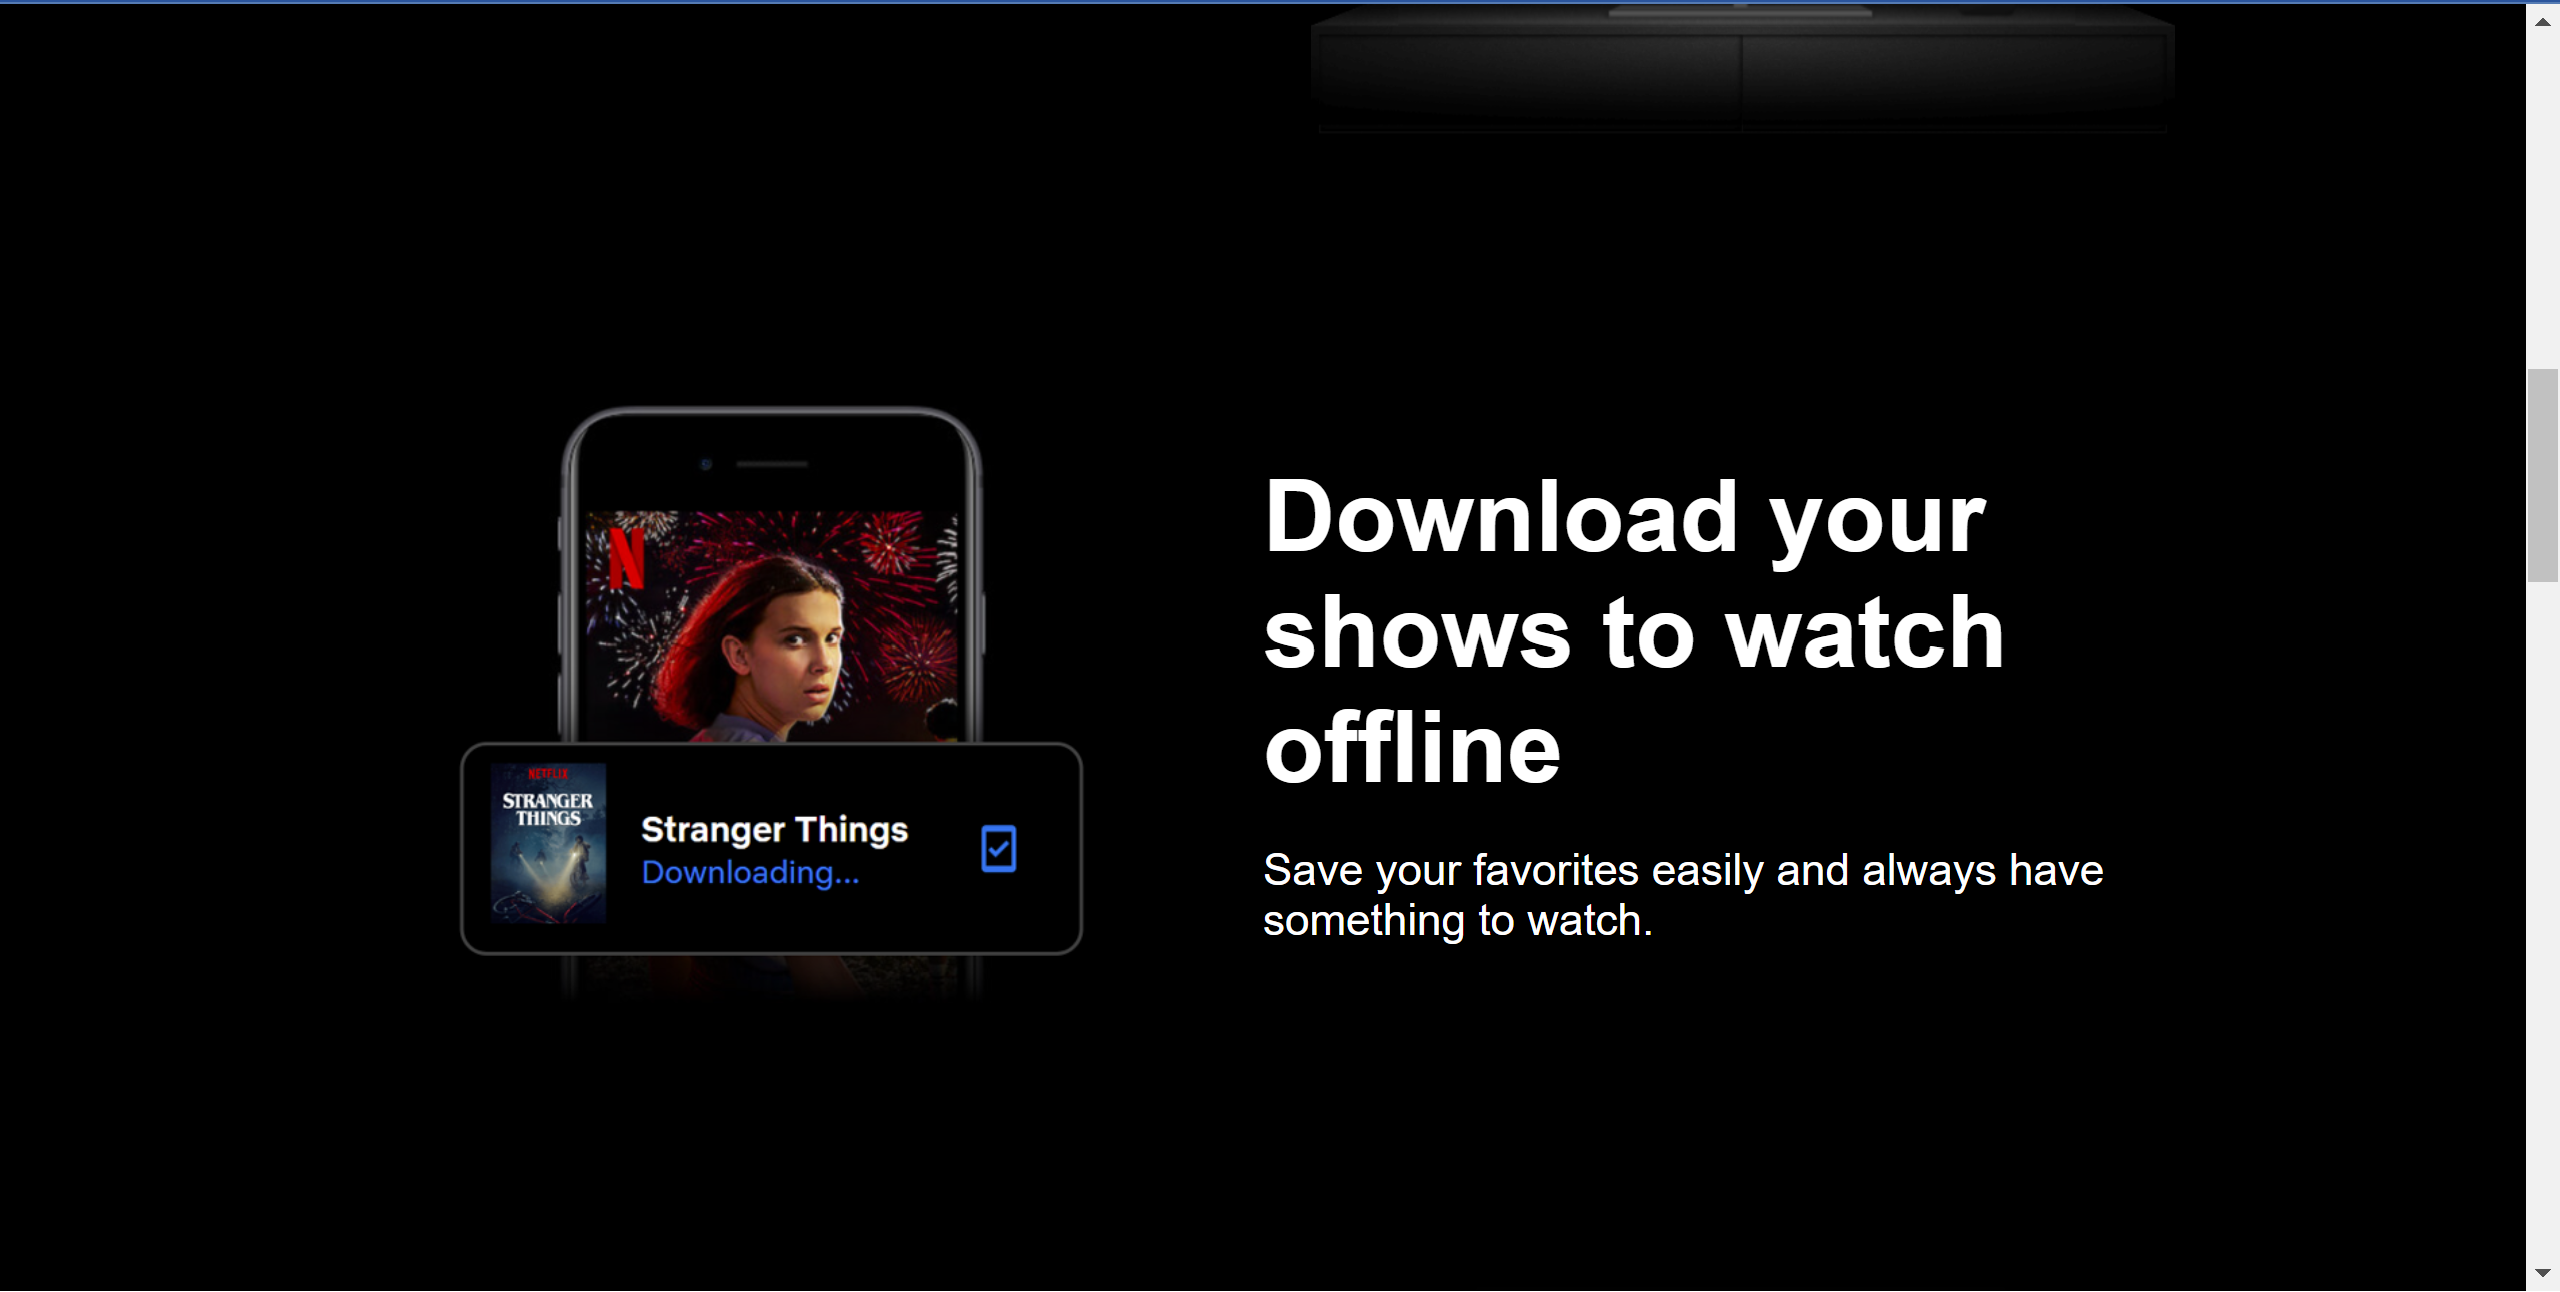 Download your
shows to watch
offline
Save your favorites easily and always have
something to watch.
N
NETFLIX
STRANGER
THINGS
Stranger Things
Downloading...